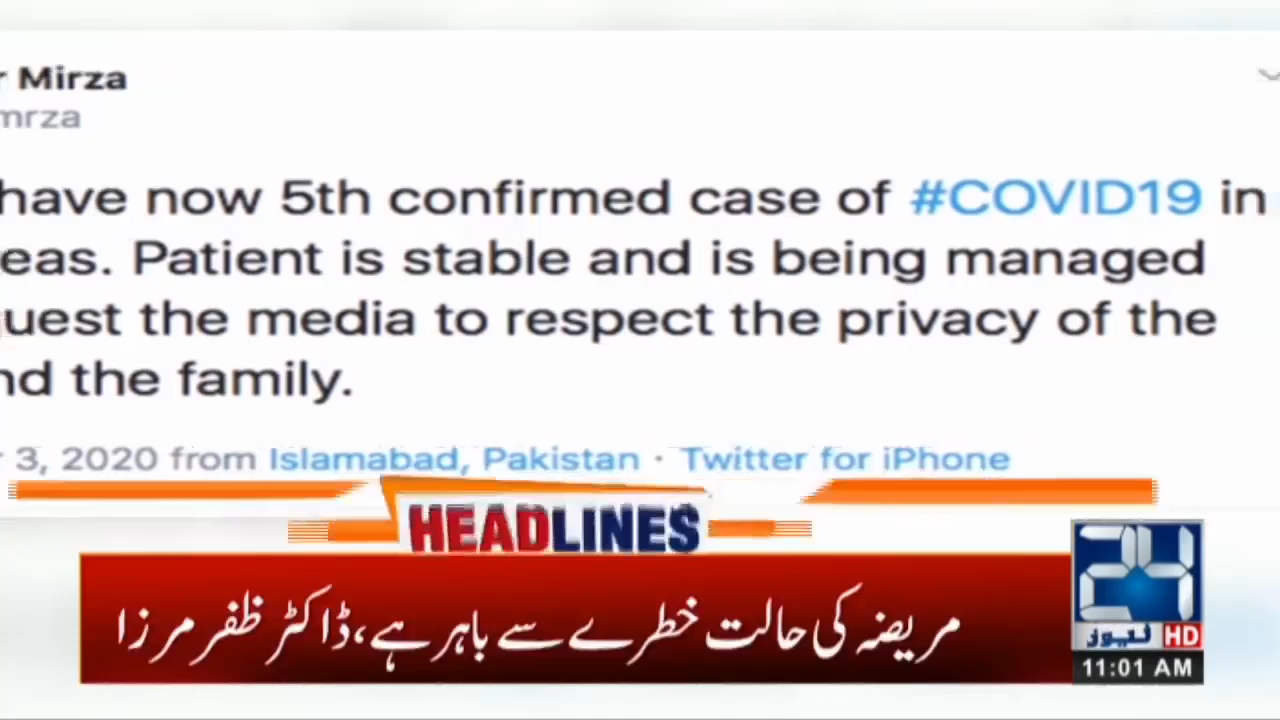 r Mirza
mrza
have now 5th confirmed case of #COVID19 in
eas. Patient is stable and is being managed
uest the media to respect the privacy of the
nd the family.
r 3, 2020 from Islamabad, Pakistan · Twitter for iPhone
HEADLINES
مریضہ کی حالت خطرے سے باہر ہے، ڈاکٹر ظفر مرزا
24
نیوز HD
11:01 AM